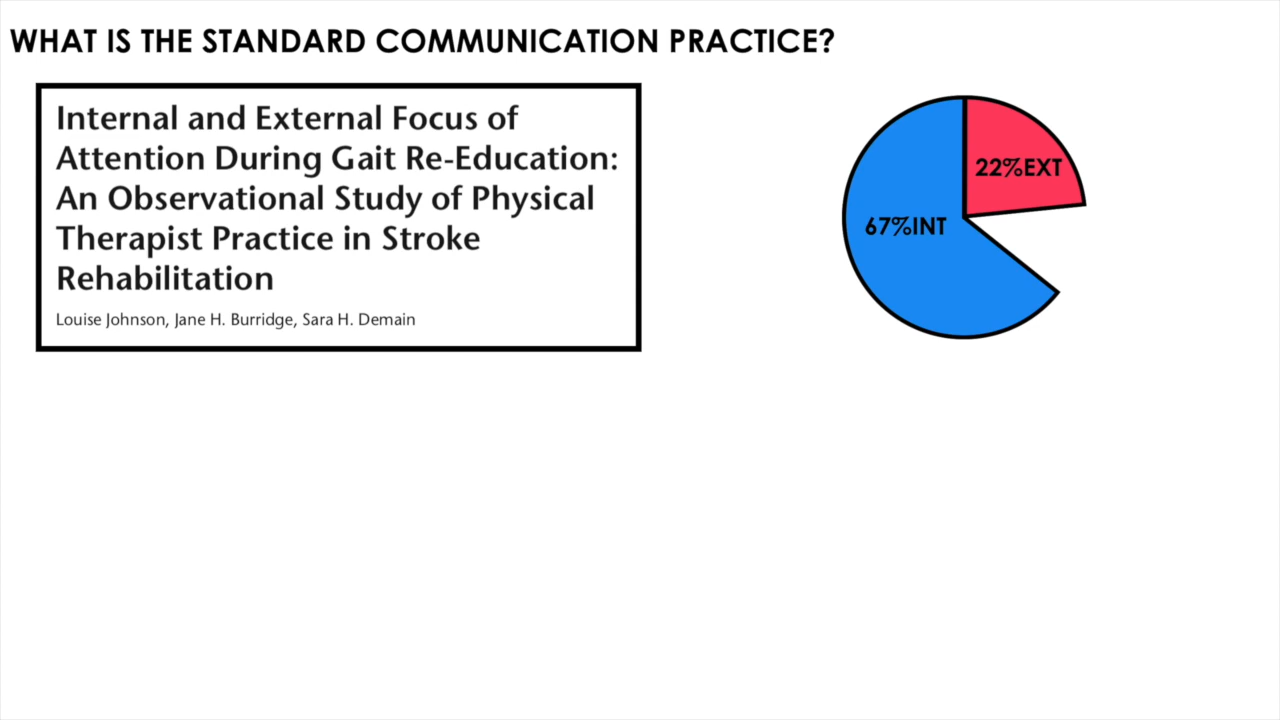 WHAT IS THE STANDARD COMMUNICATION PRACTICE?
Internal and External Focus of
Attention During Gait Re-Education:
An Observational Study of Physical
Therapist Practice in Stroke
Rehabilitation
Louise Johnson, Jane H. Burridge, Sara H. Demain
22%EXT
67%INT